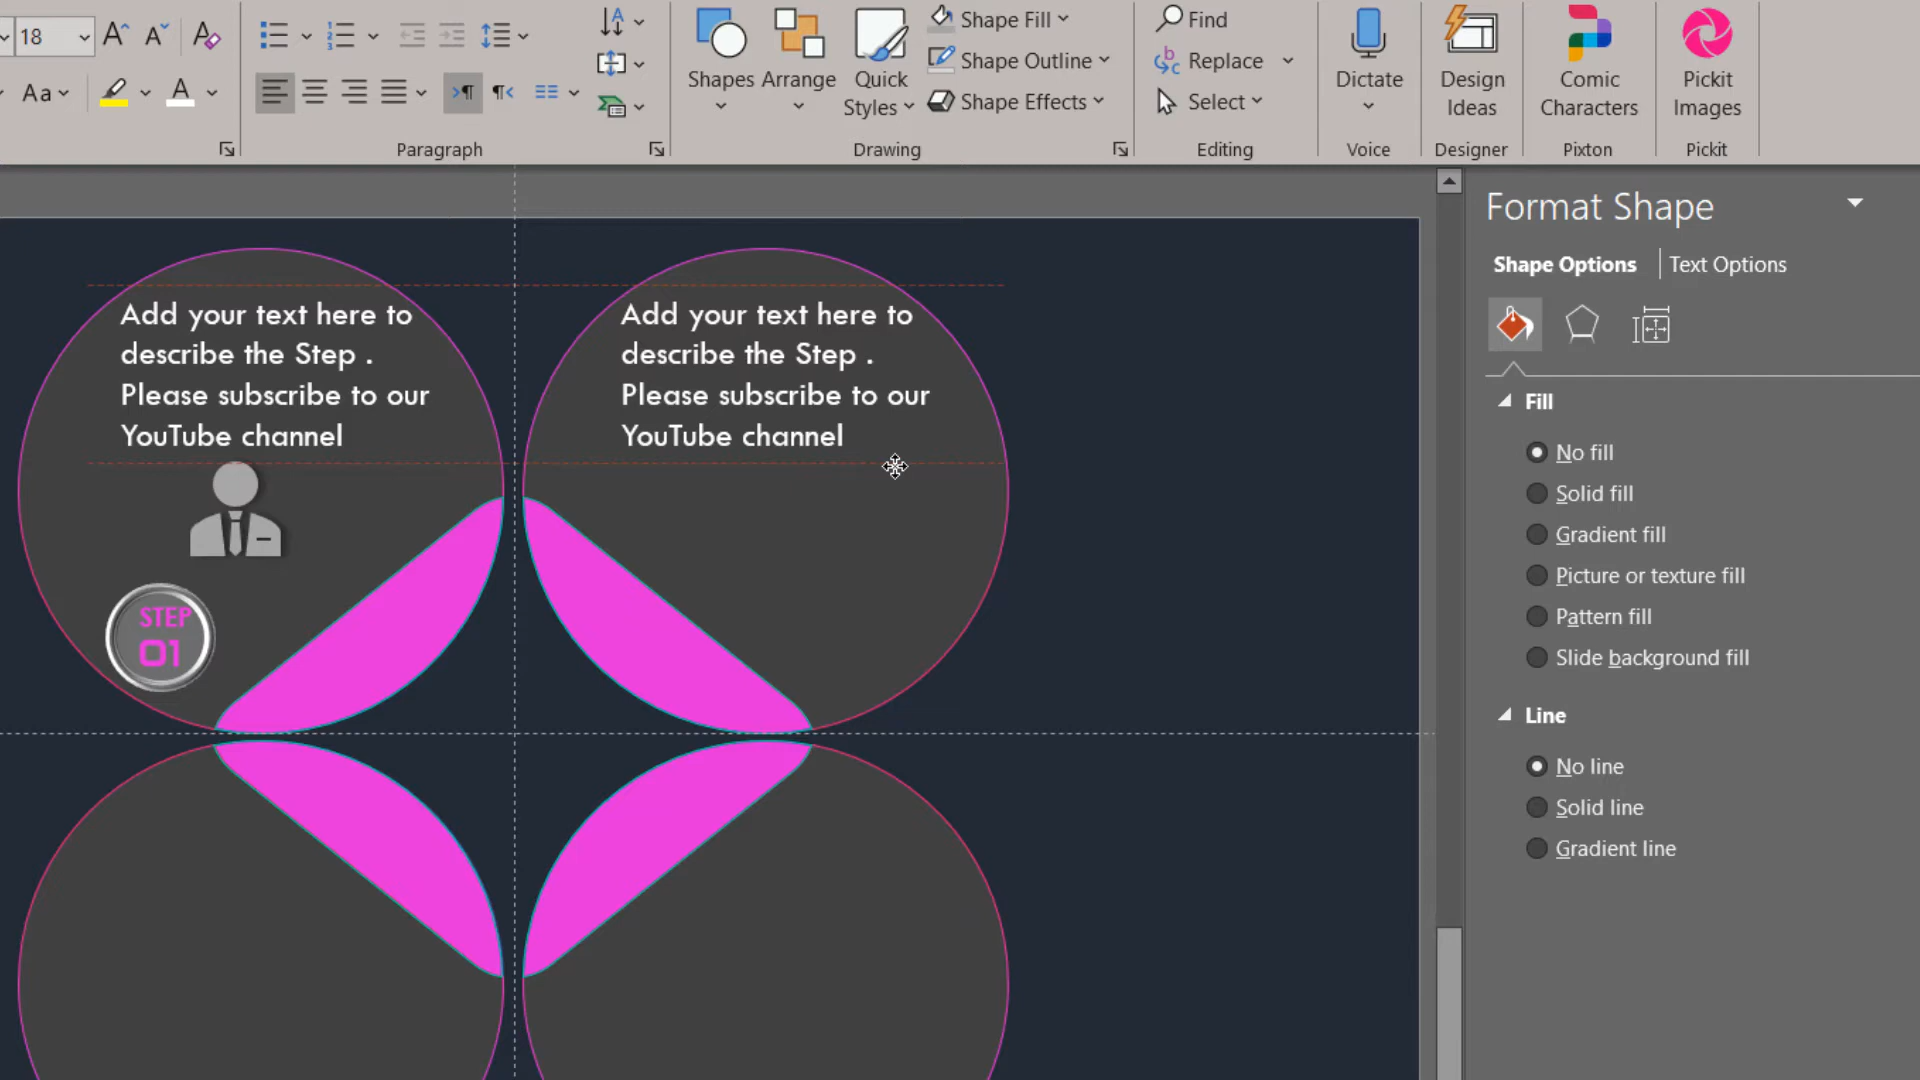 18
Aa
A
Paragraph
Shapes
Arrange
Quick
Styles
Shape Fill
Shape Outline
Shape Effects
Drawing
Find
Replace
Select
Editing
Dictate
Voice
Design
Ideas
Designer
Comic
Characters
Pixton
Pickit
Images
Pickit
Format Shape
Shape Options
Text Options
Fill
No fill
Solid fill
Gradient fill
Picture or texture fill
Pattern fill
Slide background fill
Line
No line
Solid line
Gradient line
Add your text here to
describe the Step .
Please subscribe to our
YouTube channel
STEP
01
Add your text here to
describe the Step .
Please subscribe to our
YouTube channel